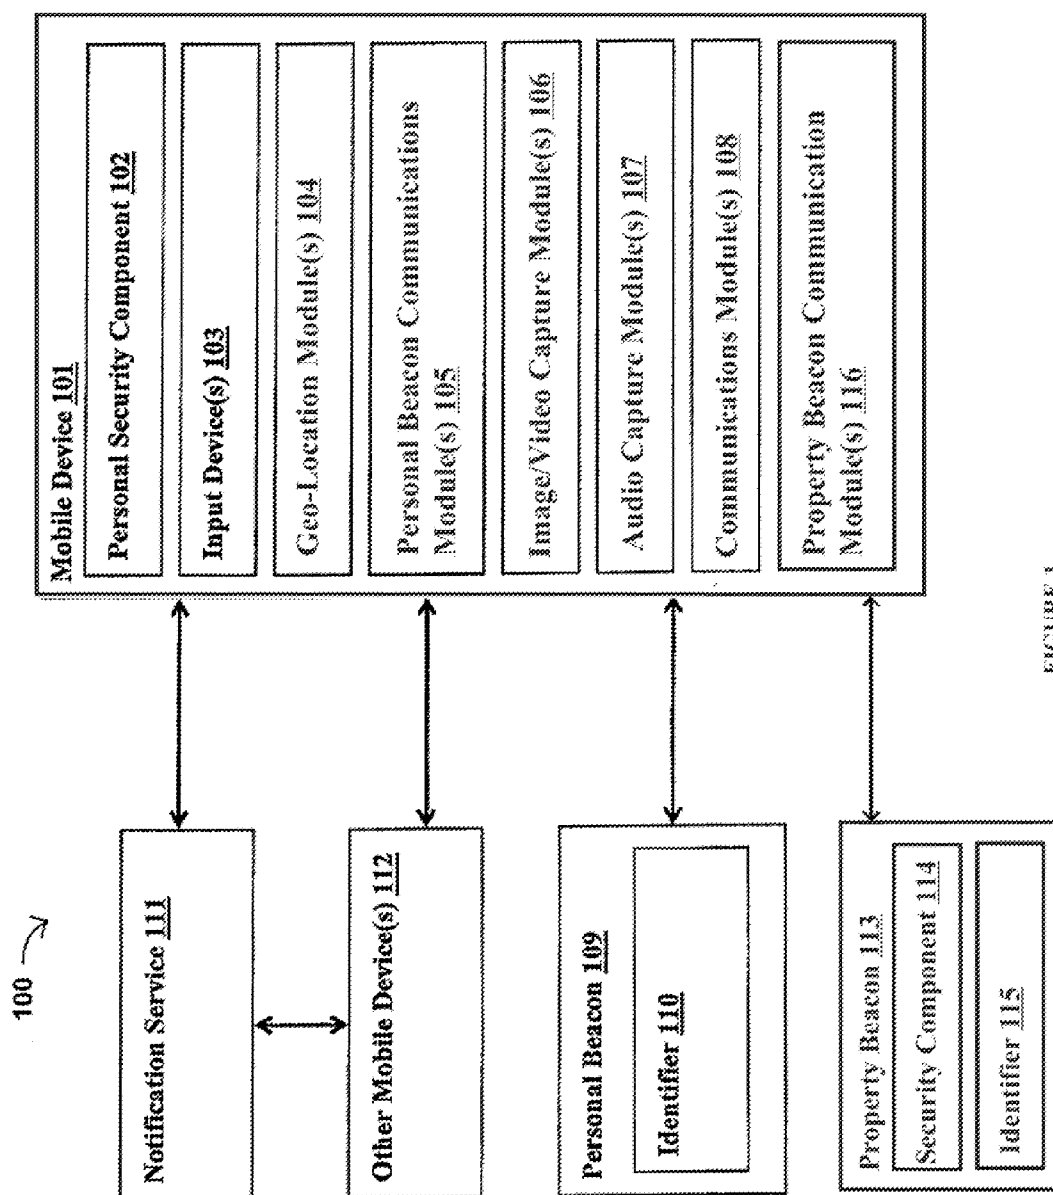 100
Notification Service 111
Other Mobile Device(s) 112
Personal Beacon 109
Identifier 110
Property Beacon 113
Security Component 114
Identifier 115
Mobile Device 101
Personal Security Component 102
Input Device(s) 103
Geo-Location Module(s) 104
Personal Beacon Communications
Module(s) 105
Image/Video Capture Module(s) 106
Audio Capture Module(s) 107
Communications Module(s) 108
Property Beacon Communication
Module(s) 116